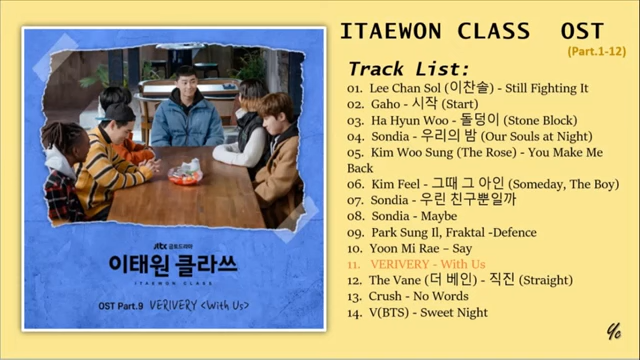 ITAEWON CLASS OST
(Part.1-12)
Track List:
01. Lee Chan Sol (이찬솔) - Still Fighting It
02. Gaho - 시작 (Start)
03. Ha Hyun Woo - 돌덩이 (Stone Block)
04. Sondia - 우리의 밤 (Our Souls at Night)
05. Kim Woo Sung (The Rose) - You Make Me
Back
06. Kim Feel - 그때 그 아인 (Someday, The Boy)
07. Sondia - 우린 친구뿐일까
08. Sondia - Maybe
09. Park Sung Il, Fraktal -Defence
10. Yoon Mi Rae – Say
11. VERIVERY - With Us
12. The Vane (더 베인) - 직진 (Straight)
13. Crush - No Words
14. V(BTS) - Sweet Night
jtbc 금토드라마
이태원 클라쓰
ITAEWON CLASS
OST Part.9 VERIVERY <With Us>
Yc